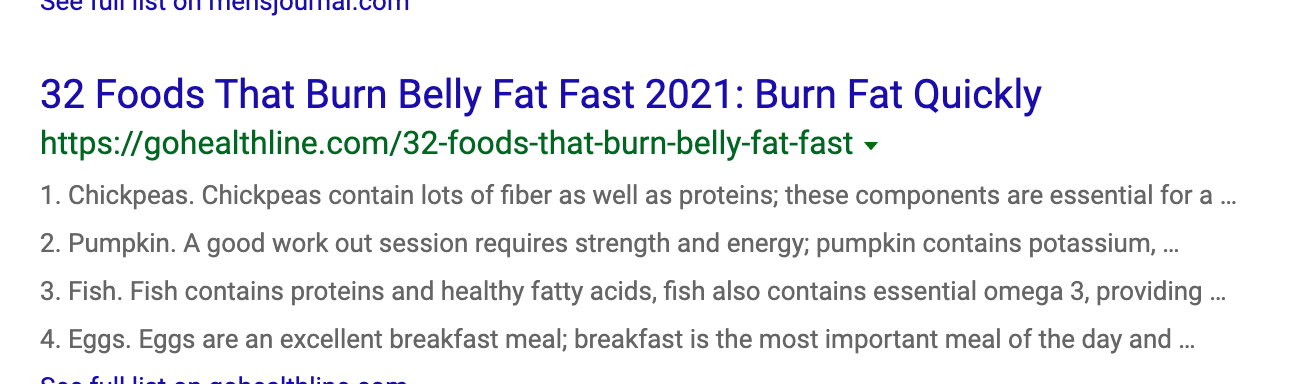 See full list on mensjournal.com
32 Foods That Burn Belly Fat Fast 2021: Burn Fat Quickly
https://gohealthline.com/32-foods-that-burn-belly-fat-fast
1. Chickpeas. Chickpeas contain lots of fiber as well as proteins; these components are essential for a ...
2. Pumpkin. A good work out session requires strength and energy; pumpkin contains potassium, ...
3. Fish. Fish contains proteins and healthy fatty acids, fish also contains essential omega 3, providing ...
4. Eggs. Eggs are an excellent breakfast meal; breakfast is the most important meal of the day and ...
See full list on gohealthline.com